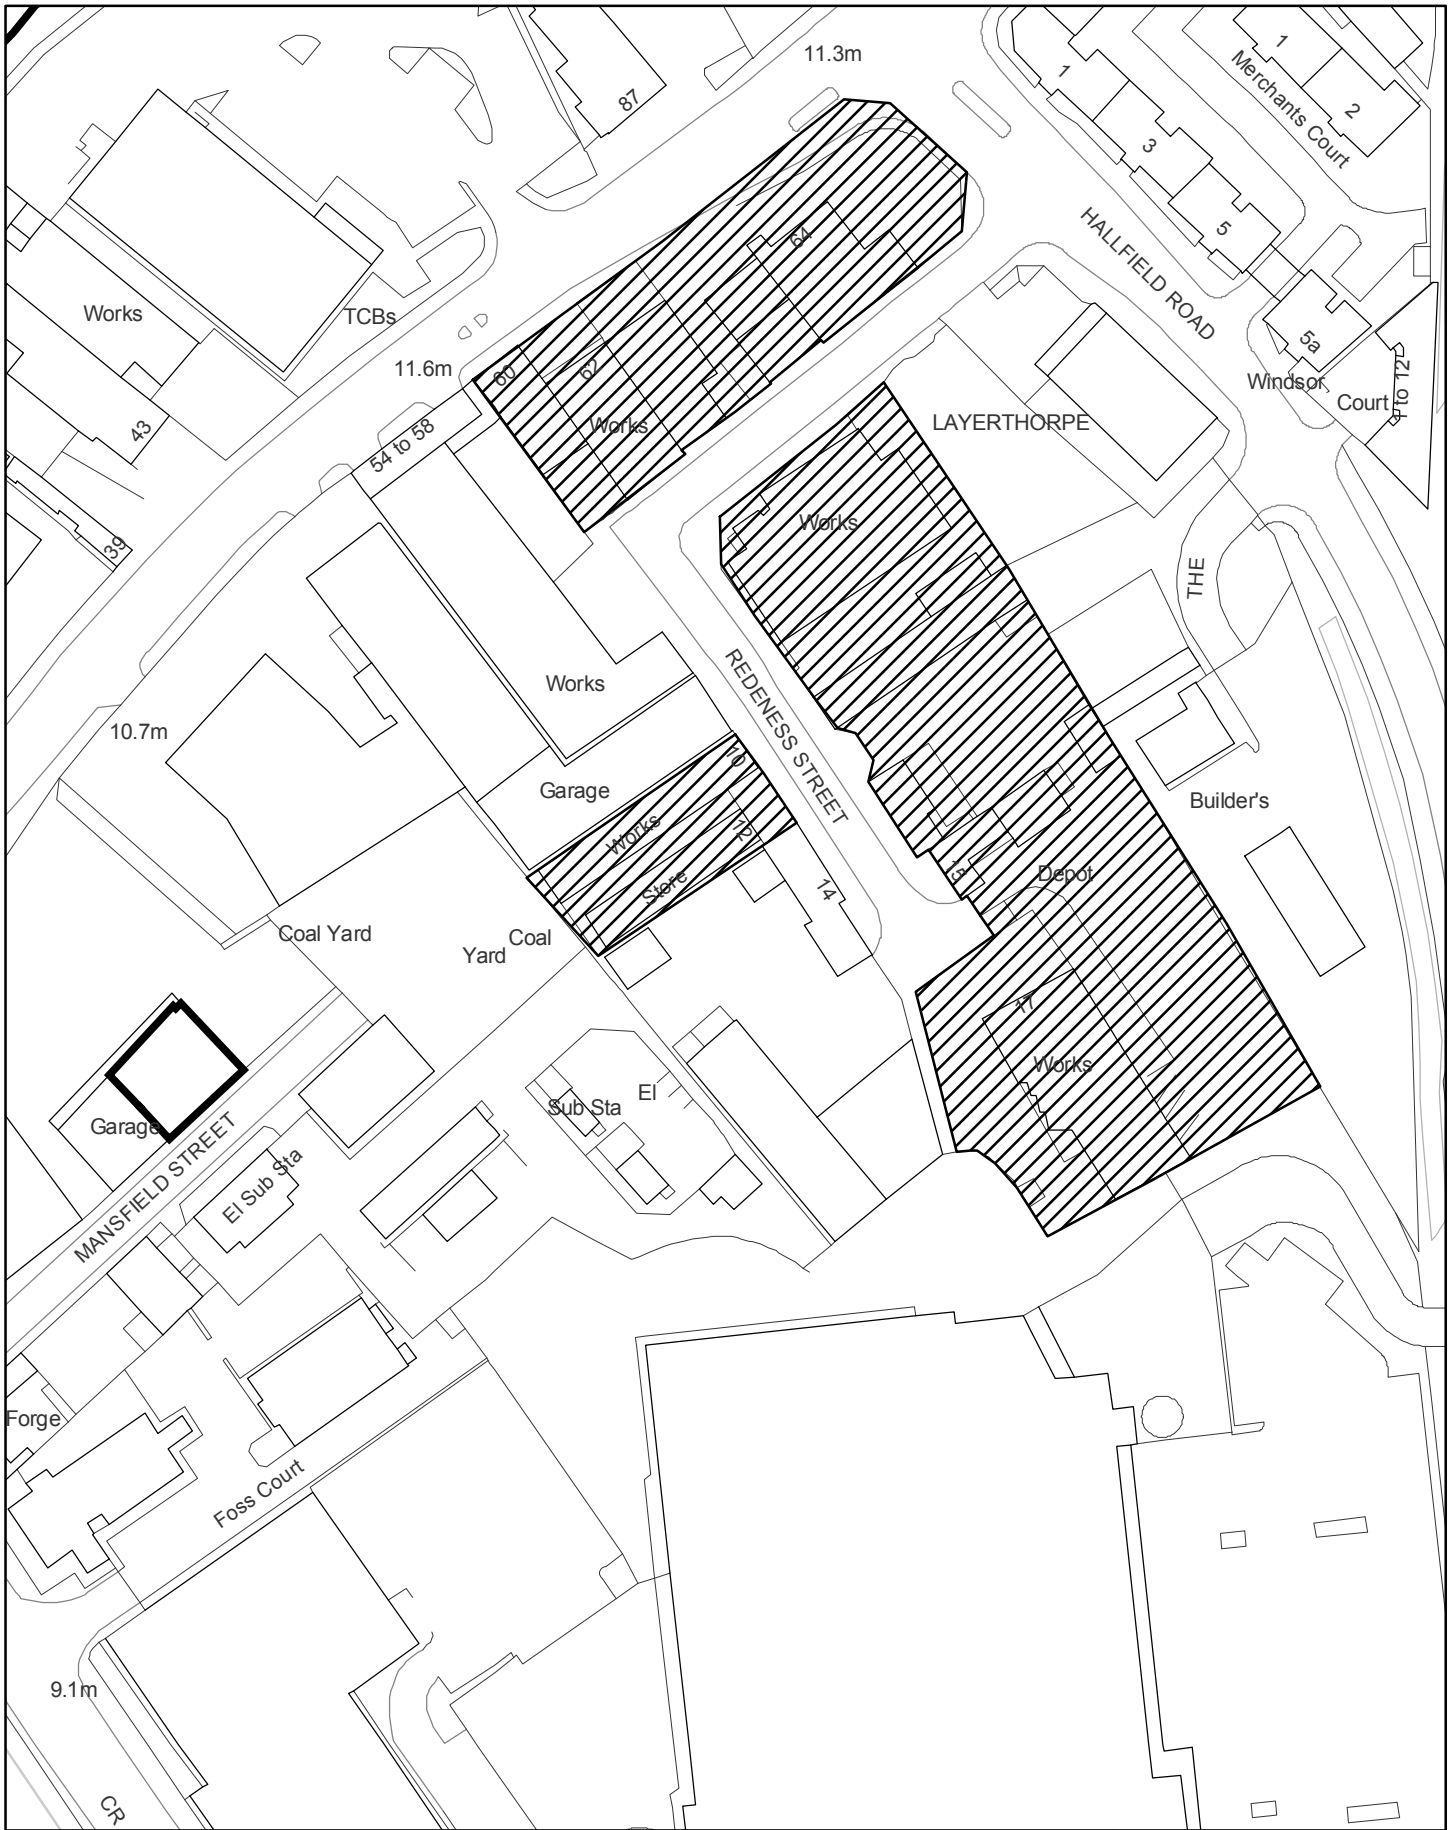 11.3m
1
1
Merchants Court
2
87
3
5
HALLFIELD ROAD
64
Works
TCBs
11.6m
60
62
Works
5a
Windsor
Court
1 to 12
LAYERTHORPE
43
54 to 58
39
Works
THE
Works
REDENESS STREET
10.7m
10
Garage
Works
12
Builder's
Store
14
15
Depot
Coal Yard
Coal
Yard
17
Works
El
Sub Sta
Garage
MANSFIELD STREET
El Sub Sta
Forge
Foss Court
9.1m
CR